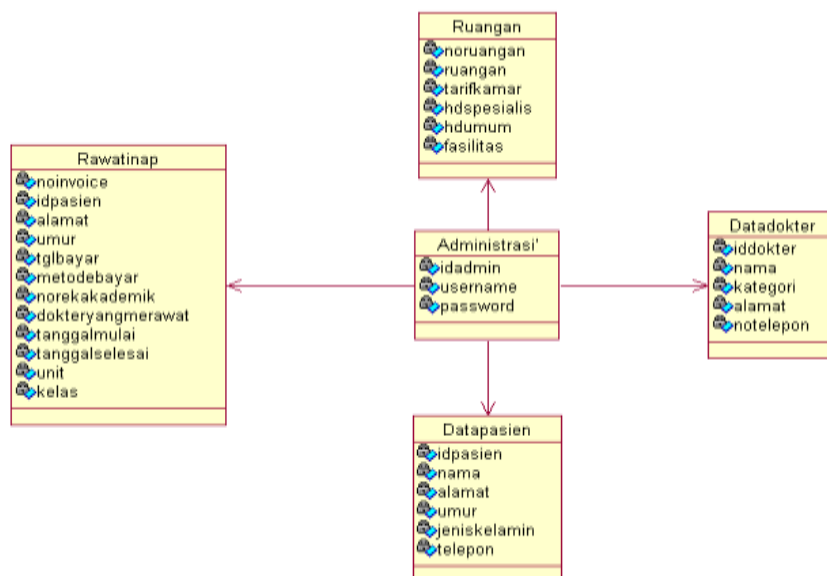 Ruangan
noruangan
ruangan
tarifkamar
hdspesialis
hdumum
fasilitas
Rawatinap
noinvoice
idpasien
alamat
umur
tglbayar
metodebayar
norekakademik
dokteryangmerawat
tanggalmulai
tanggalselesai
unit
kelas
Administrasi'
idadmin
username
password
Datadokter
iddokter
nama
kategori
alamat
notelepon
Datapasien
idpasien
nama
alamat
umur
jeniskelamin
telepon